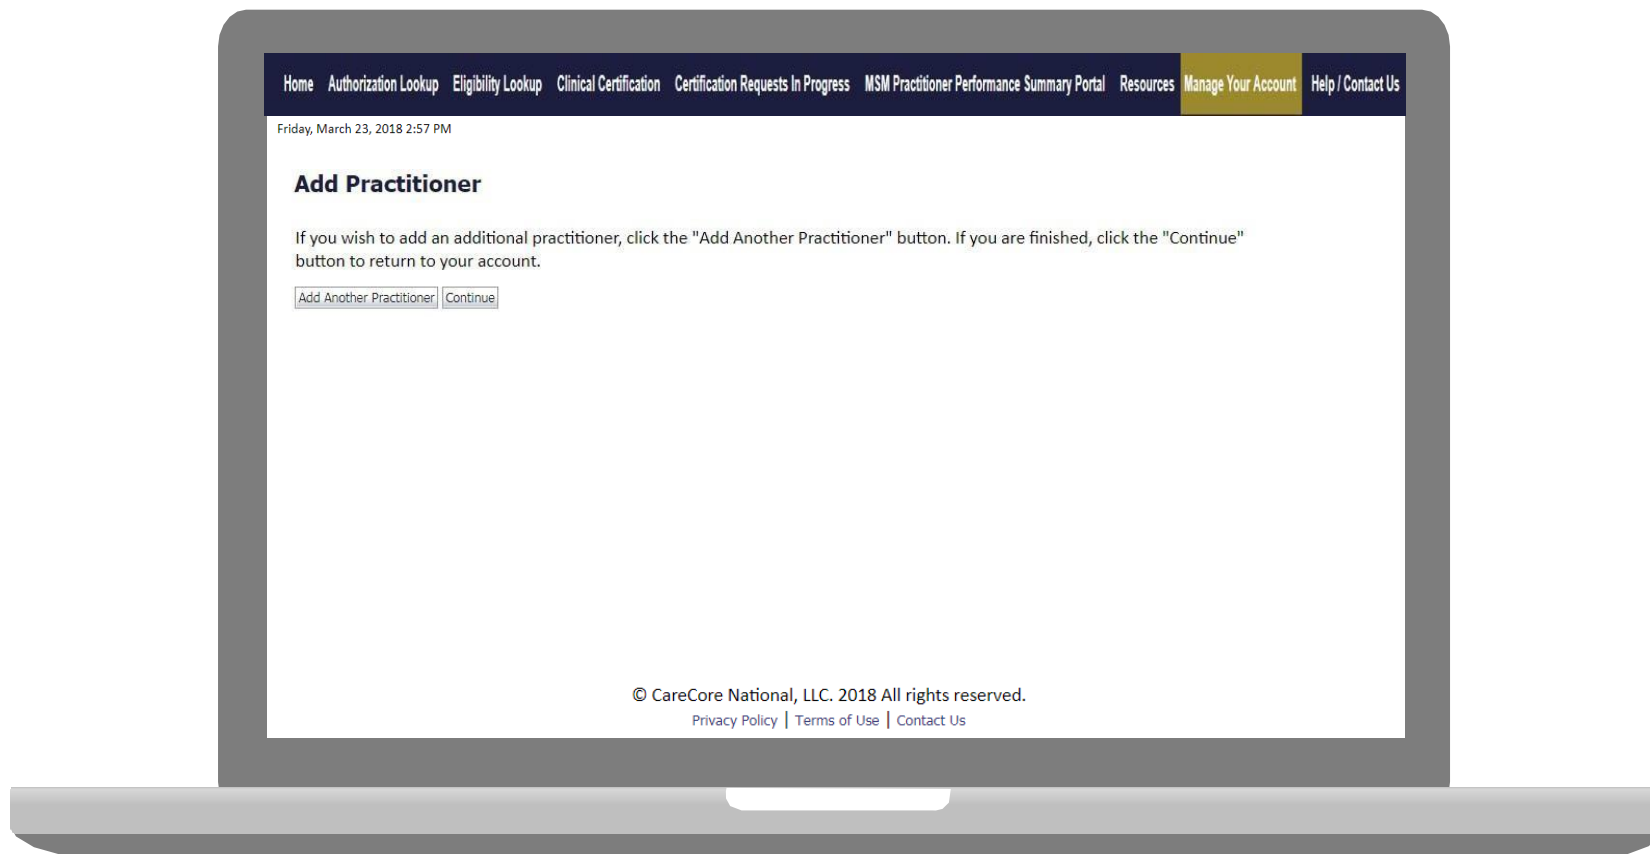 Home Authorization Lookup Eligibility Lookup Clinical Certification Certification Requests In Progress MSM Practitioner Performance Summary Portal Resources Manage Your Account Help / Contact Us
Friday, March 23, 2018 2:57 PM
Add Practitioner
If you wish to add an additional practitioner, click the "Add Another Practitioner" button. If you are finished, click the "Continue"
button to return to your account.
Add Another Practitioner Continue
© CareCore National, LLC. 2018 All rights reserved.
Privacy Policy | Terms of Use | Contact Us